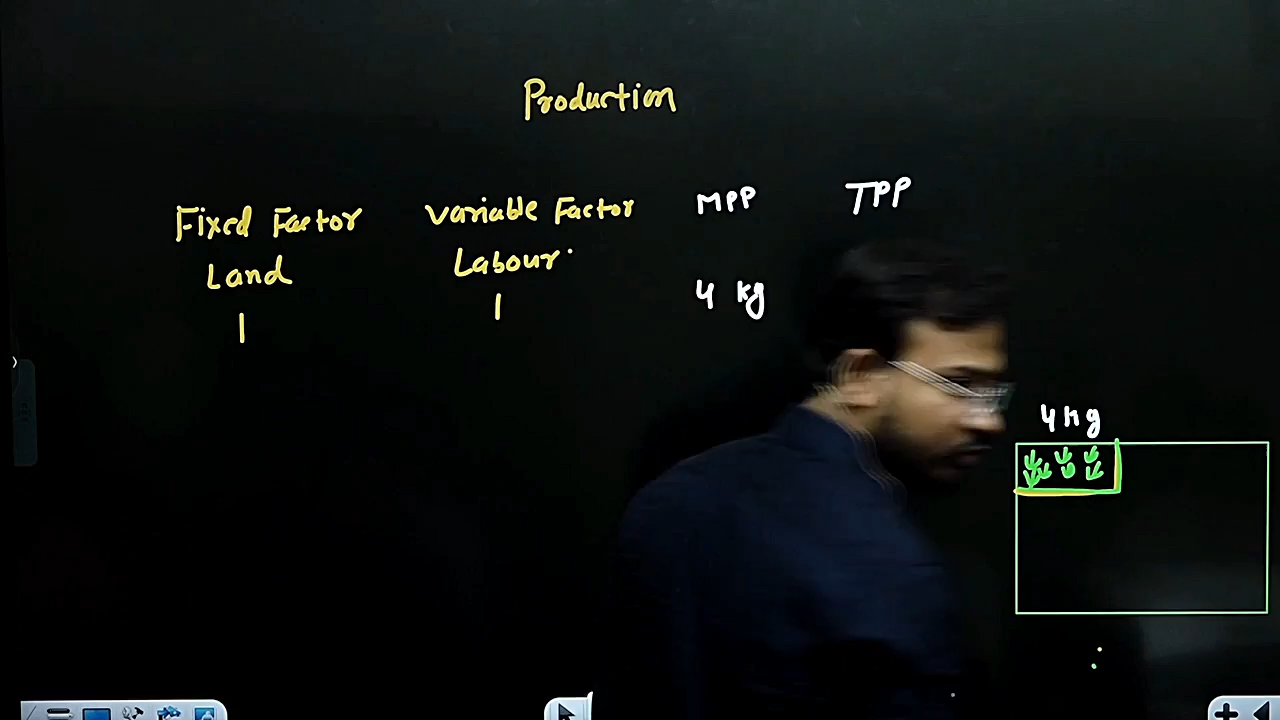 Production
Fixed Factor Variable Factor MPP TPP
Land Labour
1 1 4 kg
4 kg